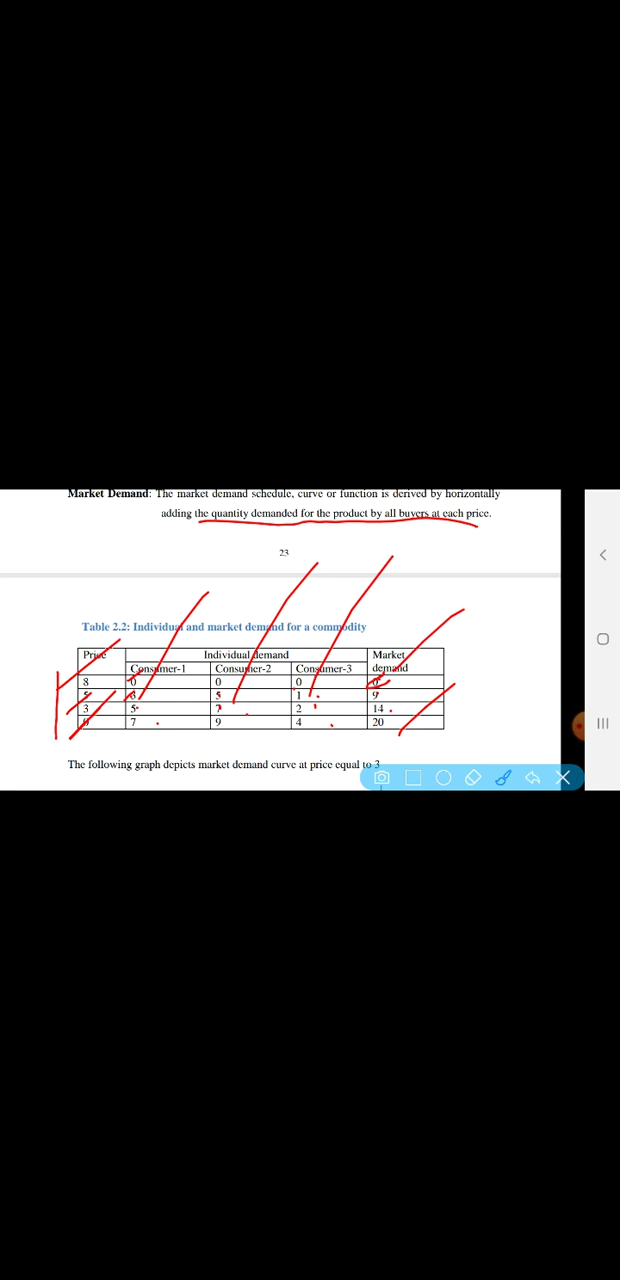 Market Demand: The market demand schedule, curve or function is derived by horizontally
adding the quantity demanded for the product by all buyers at each price.
23
Table 2.2: Individual and market demand for a commodity
Price Individual demand Market demand
Consumer-1 Consumer-2 Consumer-3
8 0 0 0 0
5 3 5 1 9
3 5 7 2 14
0 7 9 4 20
The following graph depicts market demand curve at price equal to 3